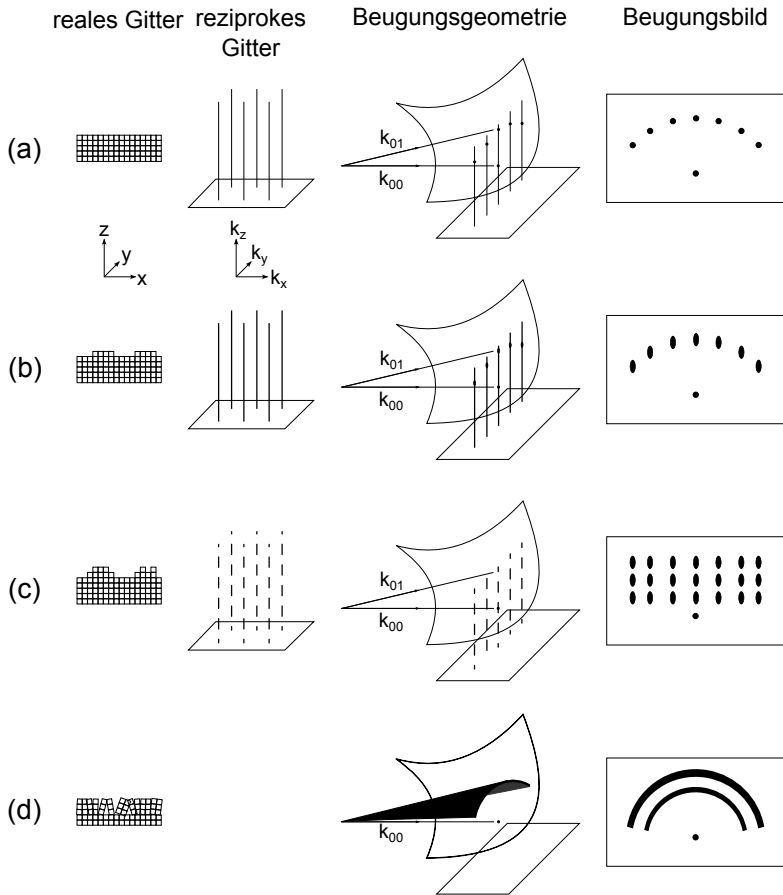 reales Gitter reziprokes Gitter Beugungsgeometrie Beugungsbild
(a)
k01
k00
z
y
x
kz
ky
kx
(b)
k01
k00
(c)
k01
k00
(d)
k00